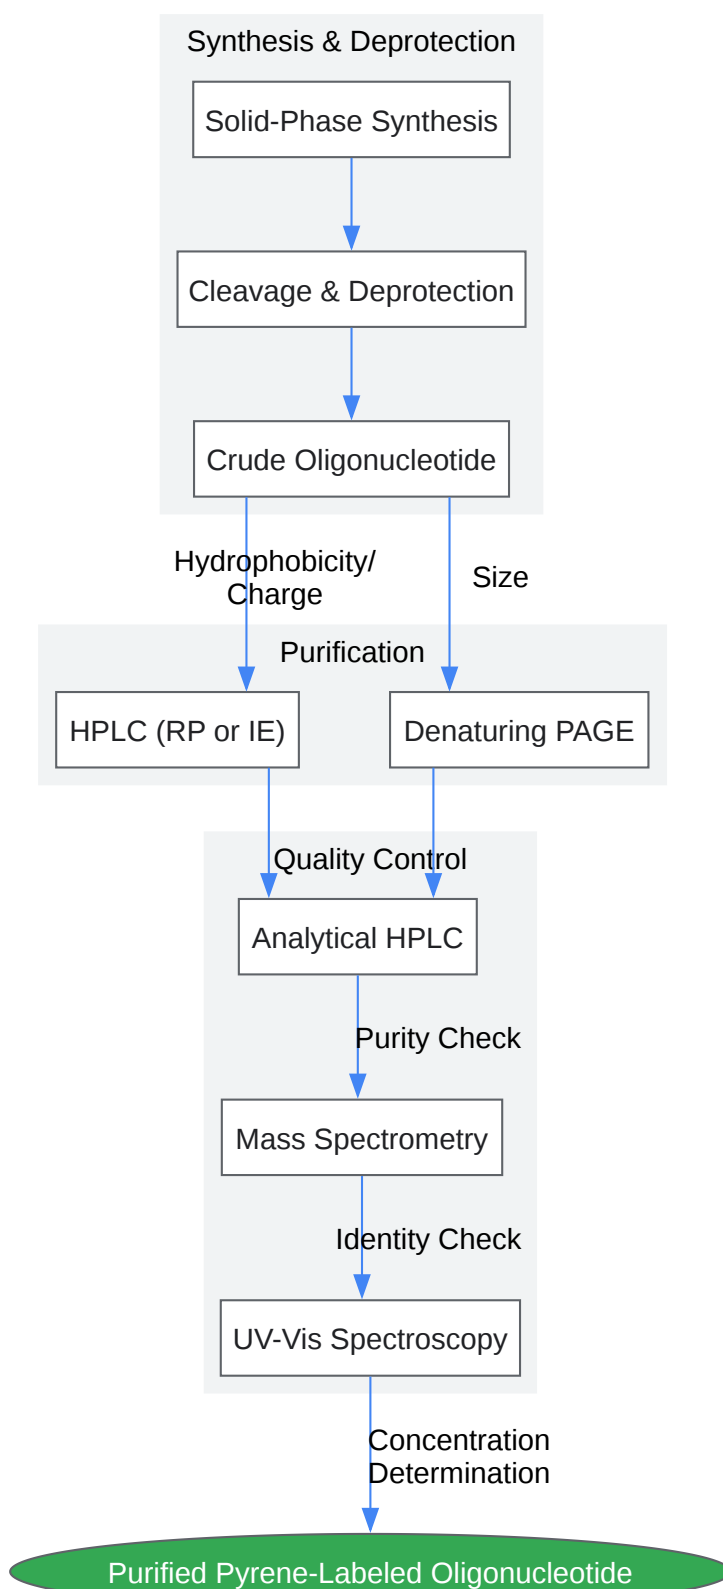 Synthesis & Deprotection
Solid-Phase Synthesis
Cleavage & Deprotection
Crude Oligonucleotide
Hydrophobicity/
Charge
Size
Purification
HPLC (RP or IE)
Denaturing PAGE
Quality Control
Analytical HPLC
Purity Check
Mass Spectrometry
Identity Check
UV-Vis Spectroscopy
Concentration
Determination
Purified Pyrene-Labeled Oligonucleotide